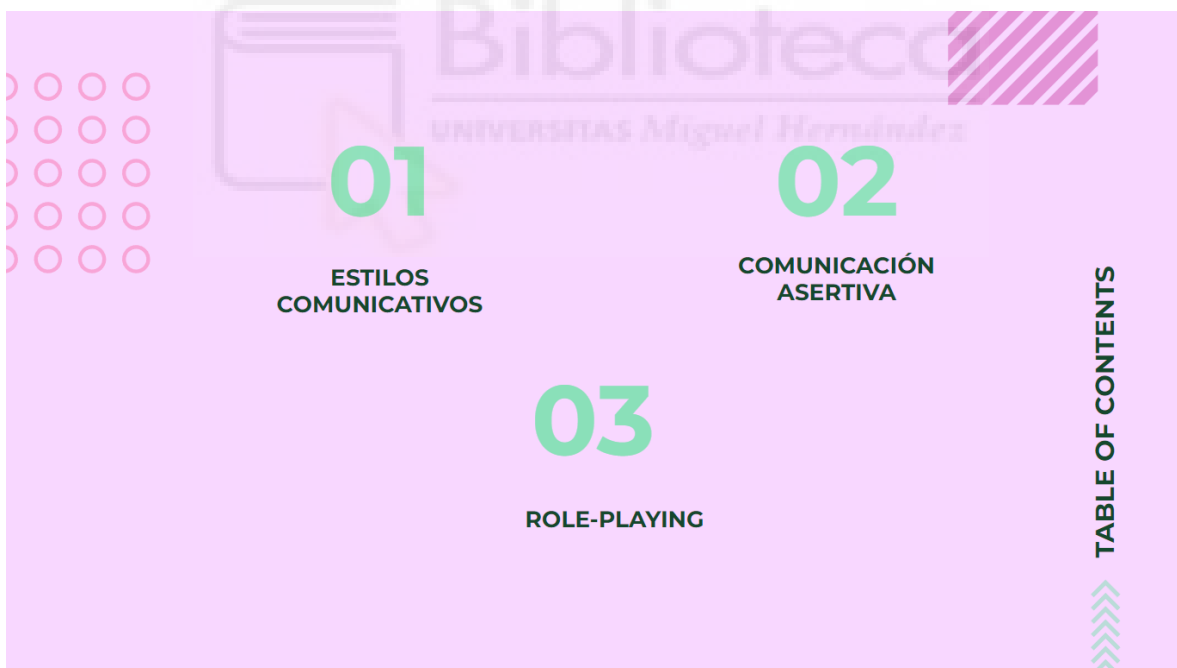 Biblioteca
UNIVERSITAS Miguel Hernández
01
ESTILOS
COMUNICATIVOS
02
COMUNICACIÓN
ASERTIVA
03
ROLE-PLAYING
TABLE OF CONTENTS